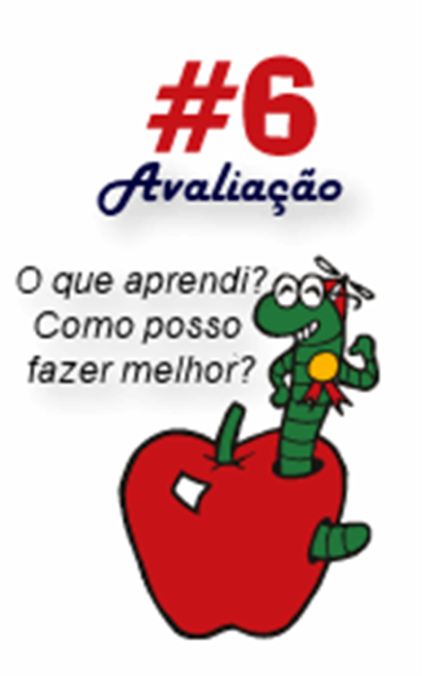 #6
Avaliação
O que aprendi?
Como posso
fazer melhor?